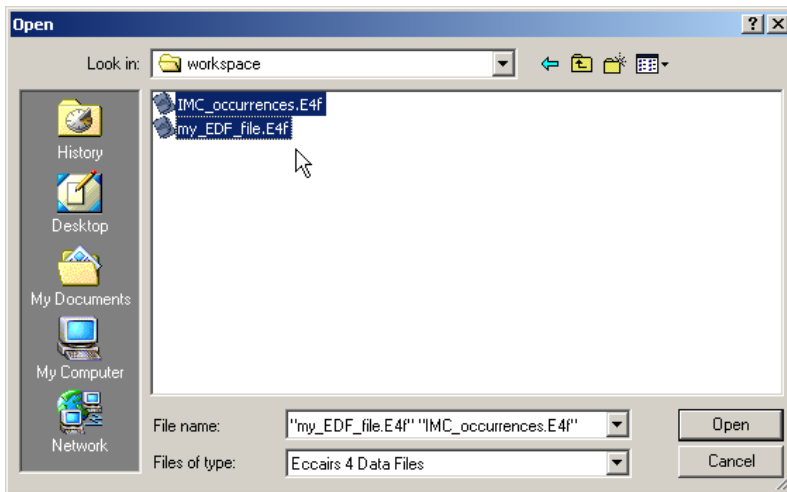 Open
Look in:
workspace
IMC_occurrences.E4f
my_EDF_file.E4f
History
Desktop
My Documents
My Computer
Network
File name:
"my_EDF_file.E4f" "IMC_occurrences.E4f"
Open
Files of type:
Eccairs 4 Data Files
Cancel